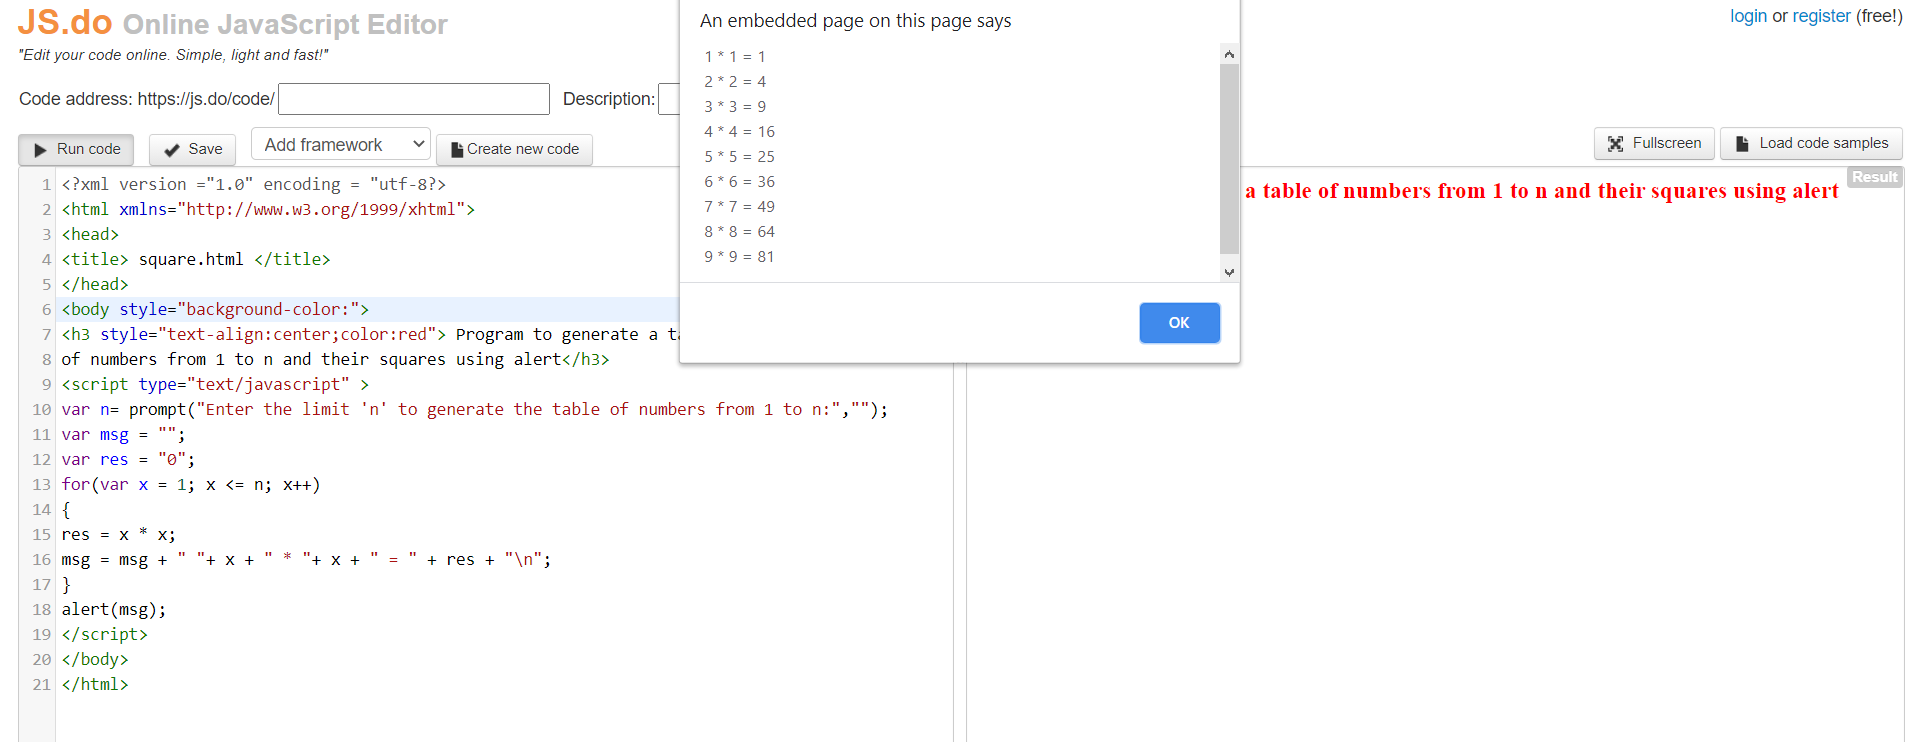 JS.do Online JavaScript Editor
"Edit your code online. Simple, light and fast!"
login or register (free!)
Code address: https://js.do/code/
Description:
Run code
Save
Add framework
Create new code
Fullscreen
Load code samples
An embedded page on this page says
1 * 1 = 1
2 * 2 = 4
3 * 3 = 9
4 * 4 = 16
5 * 5 = 25
6 * 6 = 36
7 * 7 = 49
8 * 8 = 64
9 * 9 = 81
OK
1 <?xml version ="1.0" encoding = "utf-8?>
2 <html xmlns="http://www.w3.org/1999/xhtml">
3 <head>
4 <title> square.html </title>
5 </head>
6 <body style="background-color:">
7 <h3 style="text-align:center;color:red"> Program to generate a ta
8 of numbers from 1 to n and their squares using alert</h3>
9 <script type="text/javascript" >
10 var n= prompt("Enter the limit 'n' to generate the table of numbers from 1 to n:","");
11 var msg = "";
12 var res = "0";
13 for(var x = 1; x <= n; x++)
14 {
15 res = x * x;
16 msg = msg + " "+ x + " * "+ x + " = " + res + "\n";
17 }
18 alert(msg);
19 </script>
20 </body>
21 </html>
Result
a table of numbers from 1 to n and their squares using alert